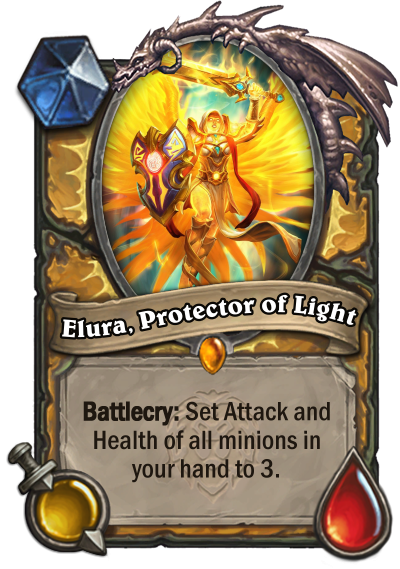 Elura, Protector of Light
Battlecry: Set Attack and
Health of all minions in
your hand to 3.